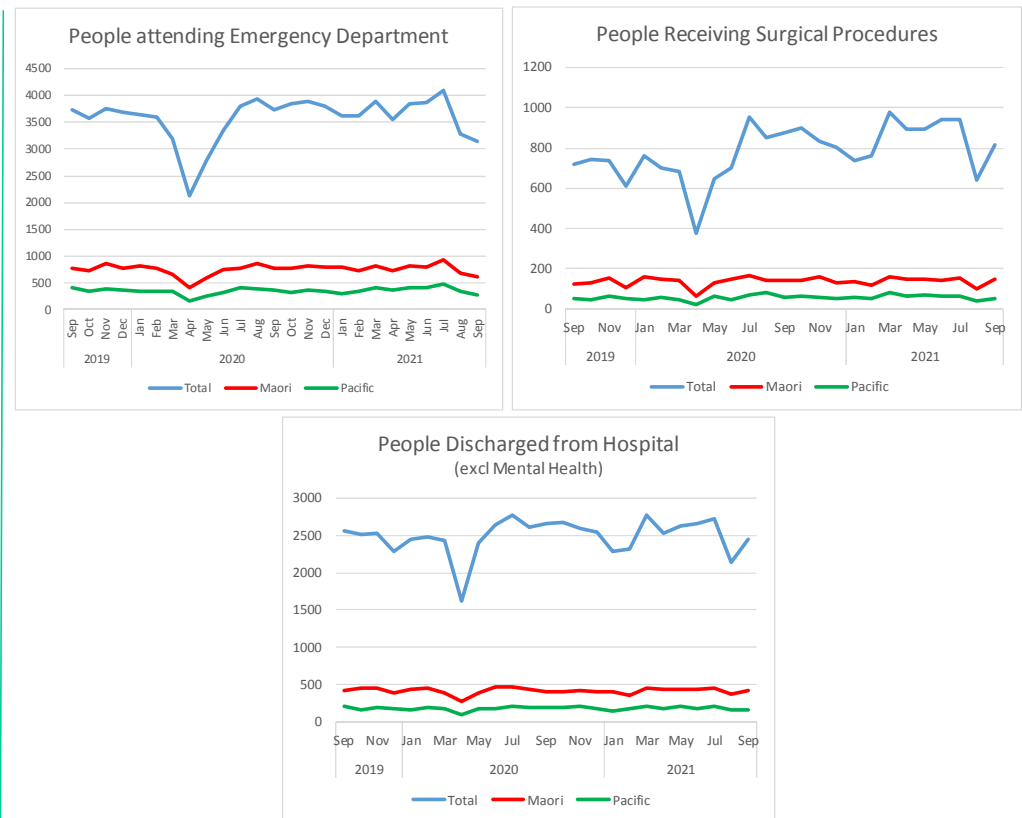 People attending Emergency Department
4500
4000
3500
3000
2500
2000
1500
1000
500
0
Sep Oct Nov Dec Jan Feb Mar Apr May Jun Jul Aug Sep Oct Nov Dec Jan Feb Mar Apr May Jun Jul Aug Sep
2019 2020 2021
Total Maori Pacific
People Receiving Surgical Procedures
1200
1000
800
600
400
200
0
Sep Nov Jan Mar May Jul Sep Nov Jan Mar May Jul Sep
2019 2020 2021
Total Maori Pacific
People Discharged from Hospital
(excl Mental Health)
3000
2500
2000
1500
1000
500
0
Sep Nov Jan Mar May Jul Sep Nov Jan Mar May Jul Sep
2019 2020 2021
Total Maori Pacific